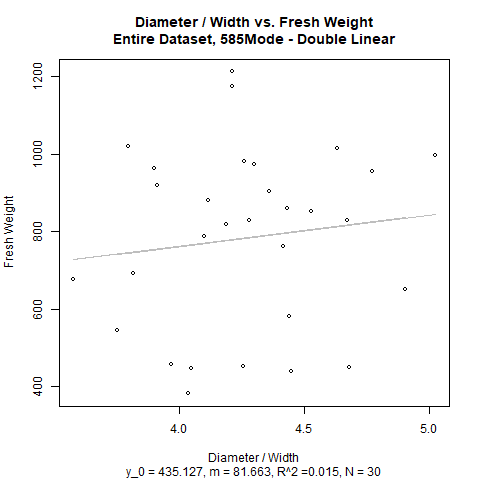 Diameter / Width vs. Fresh Weight
Entire Dataset, 585Mode - Double Linear
1200
1000
800
600
400
Fresh Weight
4.0 4.5 5.0
Diameter / Width
y_0 = 435.127, m = 81.663, R^2 =0.015, N = 30